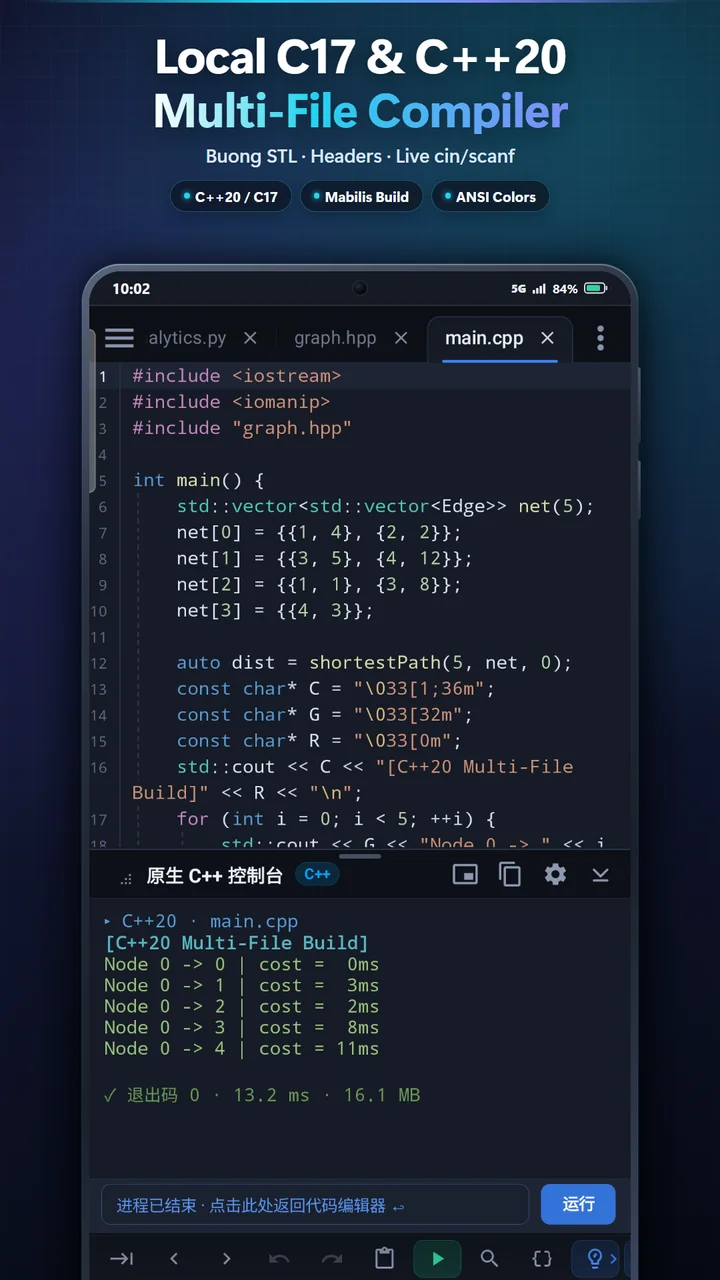 Local C17 & C++20
Multi-File Compiler
Buong STL · Headers · Live cin/scanf
C++20 / C17
Mabilis Build
ANSI Colors
10:02
5G
84%
alytics.py
graph.hpp
main.cpp
1 #include <iostream>
2 #include <iomanip>
3 #include "graph.hpp"
4
5 int main() {
6 std::vector<std::vector<Edge>> net(5);
7 net[0] = {{1, 4}, {2, 2}};
8 net[1] = {{3, 5}, {4, 12}};
9 net[2] = {{1, 1}, {3, 8}};
10 net[3] = {{4, 3}};
11
12 auto dist = shortestPath(5, net, 0);
13 const char* C = "\033[1;36m";
14 const char* G = "\033[32m";
15 const char* R = "\033[0m";
16 std::cout << C << "[C++20 Multi-File
Build]" << R << "\n";
17 for (int i = 0; i < 5; ++i) {
18 std::cout << G << "Node 0 -> " << i
原生 C++ 控制台
C++
▸ C++20 · main.cpp
[C++20 Multi-File Build]
Node 0 -> 0 | cost =  0ms
Node 0 -> 1 | cost =  3ms
Node 0 -> 2 | cost =  2ms
Node 0 -> 3 | cost =  8ms
Node 0 -> 4 | cost = 11ms
✓ 退出码 0 · 13.2 ms · 16.1 MB
进程已结束 · 点击此处返回代码编辑器 ↩
运行